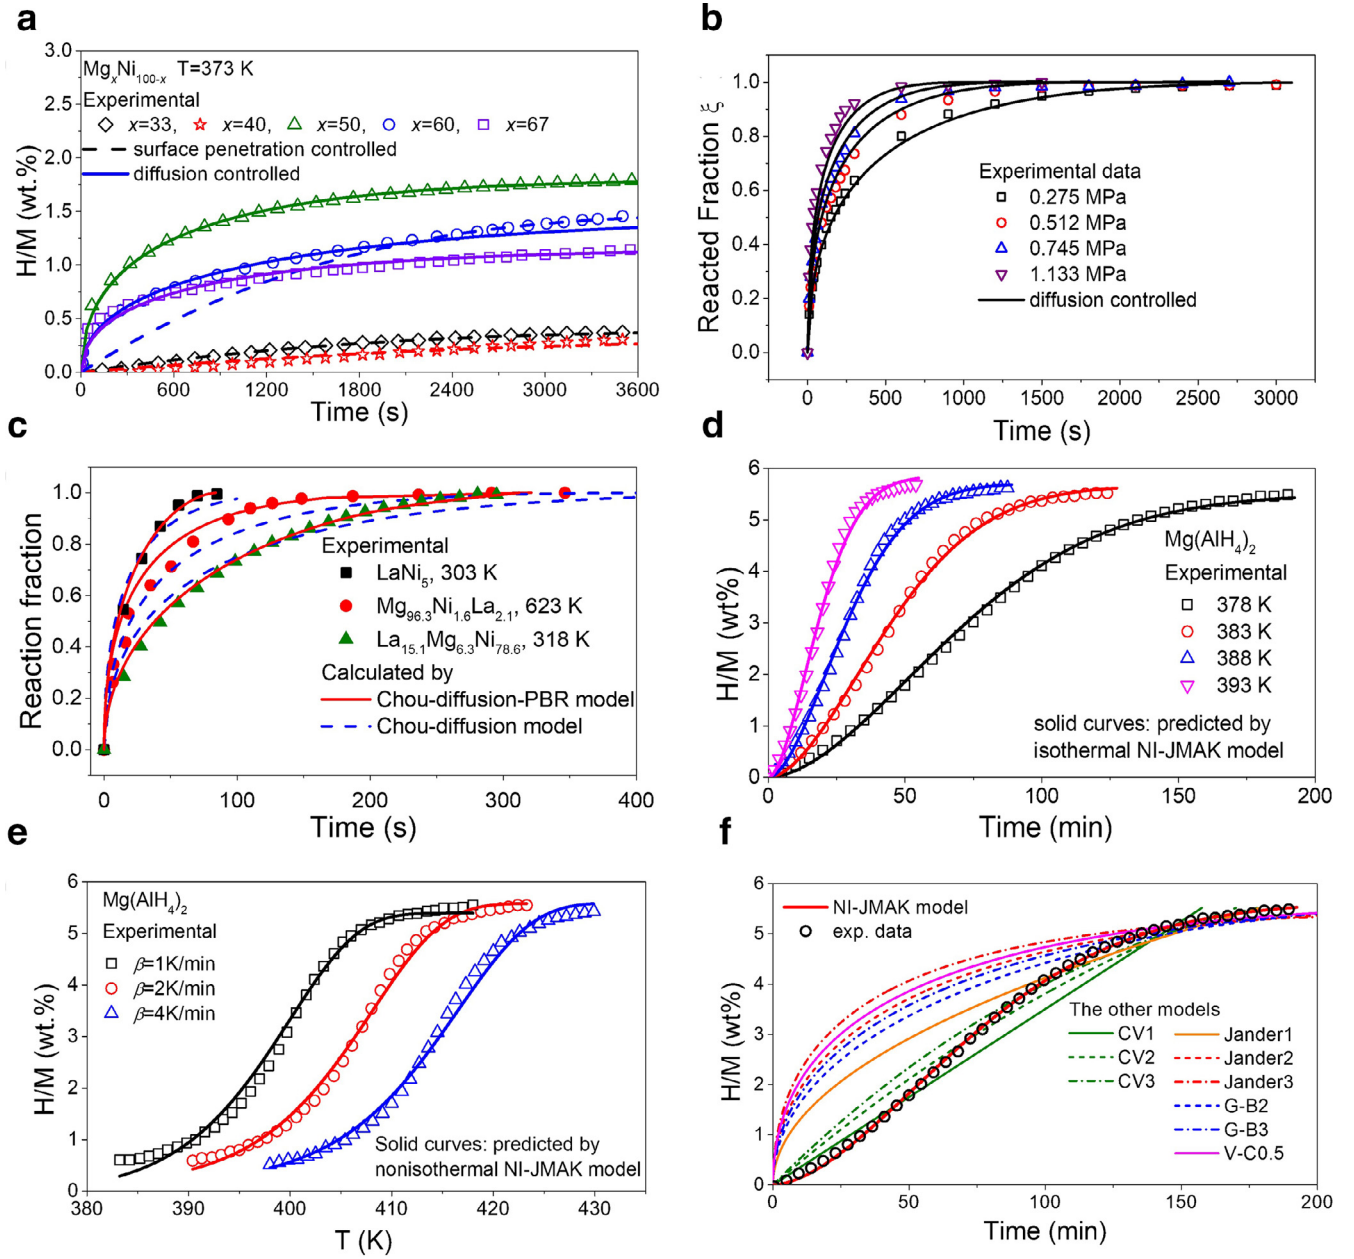 a
3.0
2.5
2.0
1.5
1.0
0.5
0.0
H/M (wt.%)
MgxNi100-x T=373 K
Experimental
x=33, x=40, x=50, x=60, x=67
surface penetration controlled
diffusion controlled
0 600 1200 1800 2400 3000 3600
Time (s)
b
1.0
0.8
0.6
0.4
0.2
0.0
Reacted Fraction ξ
Experimental data
0.275 MPa
0.512 MPa
0.745 MPa
1.133 MPa
diffusion controlled
0 500 1000 1500 2000 2500 3000
Time (s)
c
1.0
0.8
0.6
0.4
0.2
0.0
Reaction fraction
Experimental
LaNi5, 303 K
Mg96.3Ni1.6La2.1, 623 K
La15.1Mg6.3Ni78.6, 318 K
Calculated by
Chou-diffusion-PBR model
Chou-diffusion model
0 100 200 300 400
Time (s)
d
6
5
4
3
2
1
0
H/M (wt%)
Mg(AlH4)2
Experimental
378 K
383 K
388 K
393 K
solid curves: predicted by
isothermal NI-JMAK model
0 50 100 150 200
Time (min)
e
6
5
4
3
2
1
0
H/M (wt.%)
Mg(AlH4)2
Experimental
β=1K/min
β=2K/min
β=4K/min
Solid curves: predicted by
nonisothermal NI-JMAK model
380 390 400 410 420 430
T (K)
f
6
5
4
3
2
1
0
H/M (wt%)
NI-JMAK model
exp. data
The other models
CV1 Jander1
CV2 Jander2
CV3 Jander3
G-B2
G-B3
V-C0.5
0 50 100 150 200
Time (min)